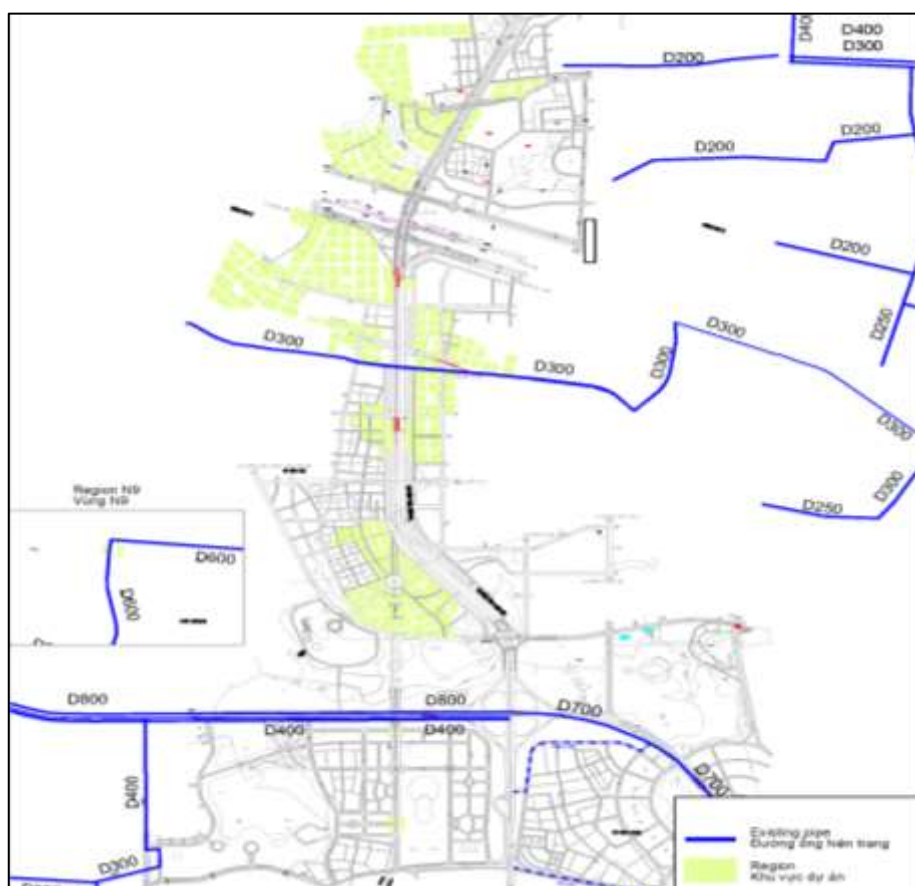 D400
D400
D300
D200
D200
D200
D200
D250
D300
D300
D300
D300
D300
D300
D250
Region N9
Vùng N9
D600
D600
D800
D800
D700
D400
D400
D400
D700
D300
Existing pipe
Đường ống hiện trạng
Region
Khu vực dự án